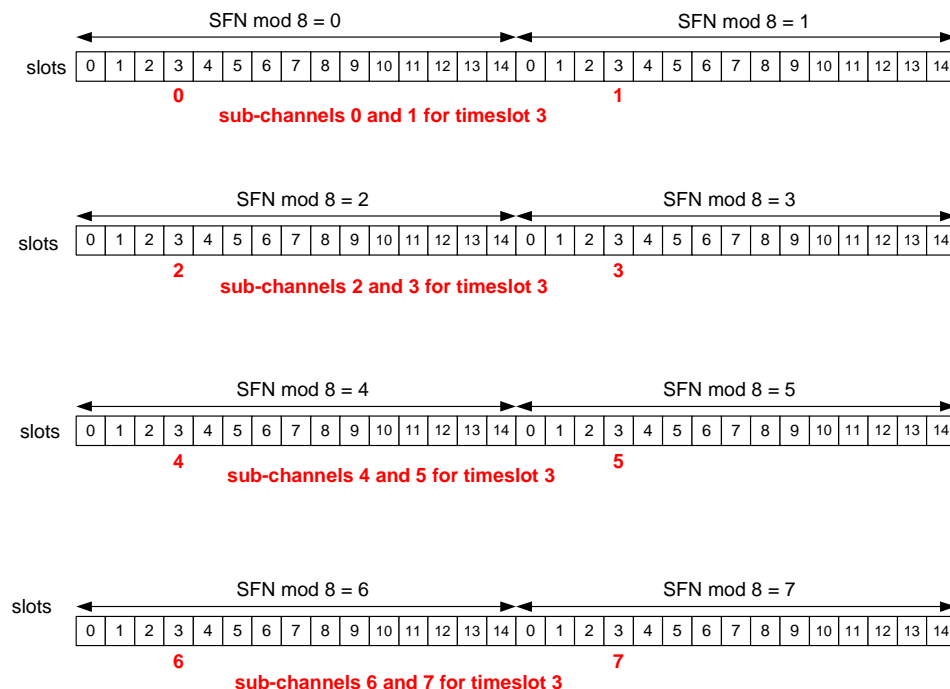 SFN mod 8 = 0 SFN mod 8 = 1
slots 0 1 2 3 4 5 6 7 8 9 10 11 12 13 14 0 1 2 3 4 5 6 7 8 9 10 11 12 13 14
0 1
sub-channels 0 and 1 for timeslot 3
SFN mod 8 = 2 SFN mod 8 = 3
slots 0 1 2 3 4 5 6 7 8 9 10 11 12 13 14 0 1 2 3 4 5 6 7 8 9 10 11 12 13 14
2 3
sub-channels 2 and 3 for timeslot 3
SFN mod 8 = 4 SFN mod 8 = 5
slots 0 1 2 3 4 5 6 7 8 9 10 11 12 13 14 0 1 2 3 4 5 6 7 8 9 10 11 12 13 14
4 5
sub-channels 4 and 5 for timeslot 3
SFN mod 8 = 6 SFN mod 8 = 7
slots
0 1 2 3 4 5 6 7 8 9 10 11 12 13 14 0 1 2 3 4 5 6 7 8 9 10 11 12 13 14
6 7
sub-channels 6 and 7 for timeslot 3